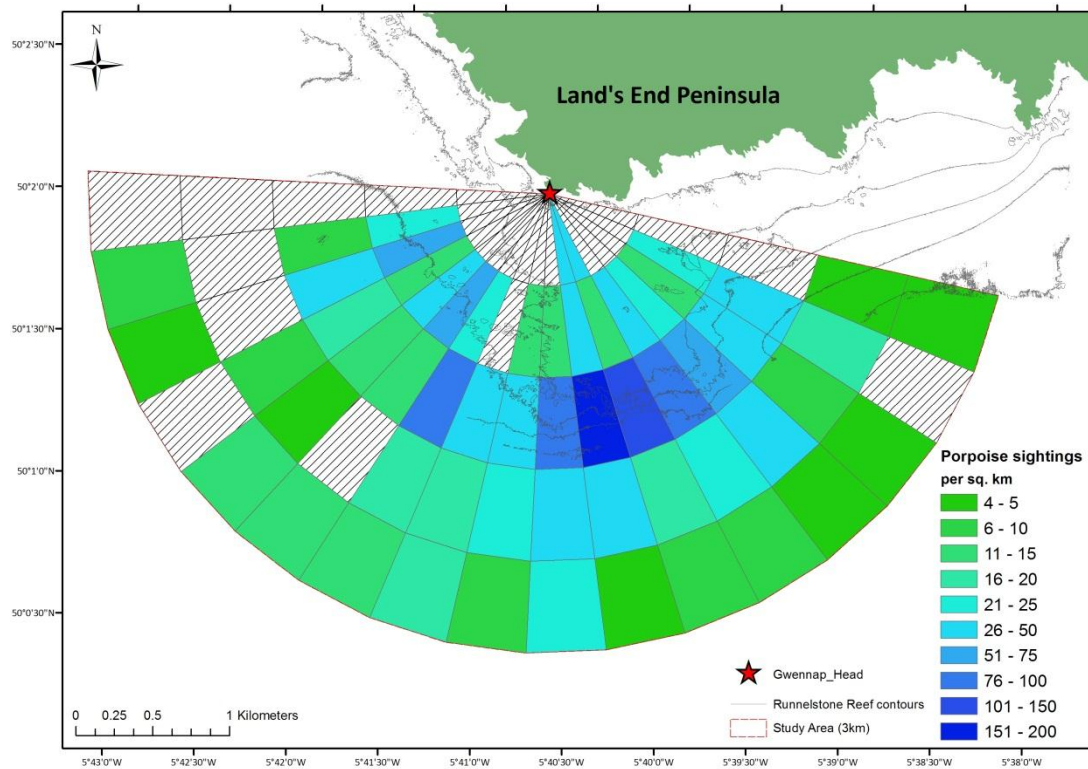 N
Land's End Peninsula
50°2'30"N
50°2'0"N
50°1'30"N
50°1'0"N
50°0'30"N
Porpoise sightings
per sq. km
4 - 5
6 - 10
11 - 15
16 - 20
21 - 25
26 - 50
51 - 75
76 - 100
101 - 150
151 - 200
Gwennap_Head
Runnelstone Reef contours
Study Area (3km)
0 0.25 0.5 1 Kilometers
5°43'0"W 5°42'30"W 5°42'0"W 5°41'30"W 5°41'0"W 5°40'30"W 5°40'0"W 5°39'30"W 5°39'0"W 5°38'30"W 5°38'0"W